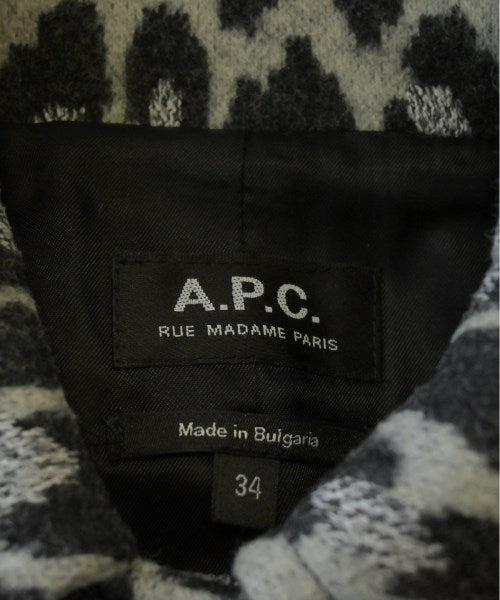 A.P.C.
RUE MADAME PARIS
Made in Bulgaria
34